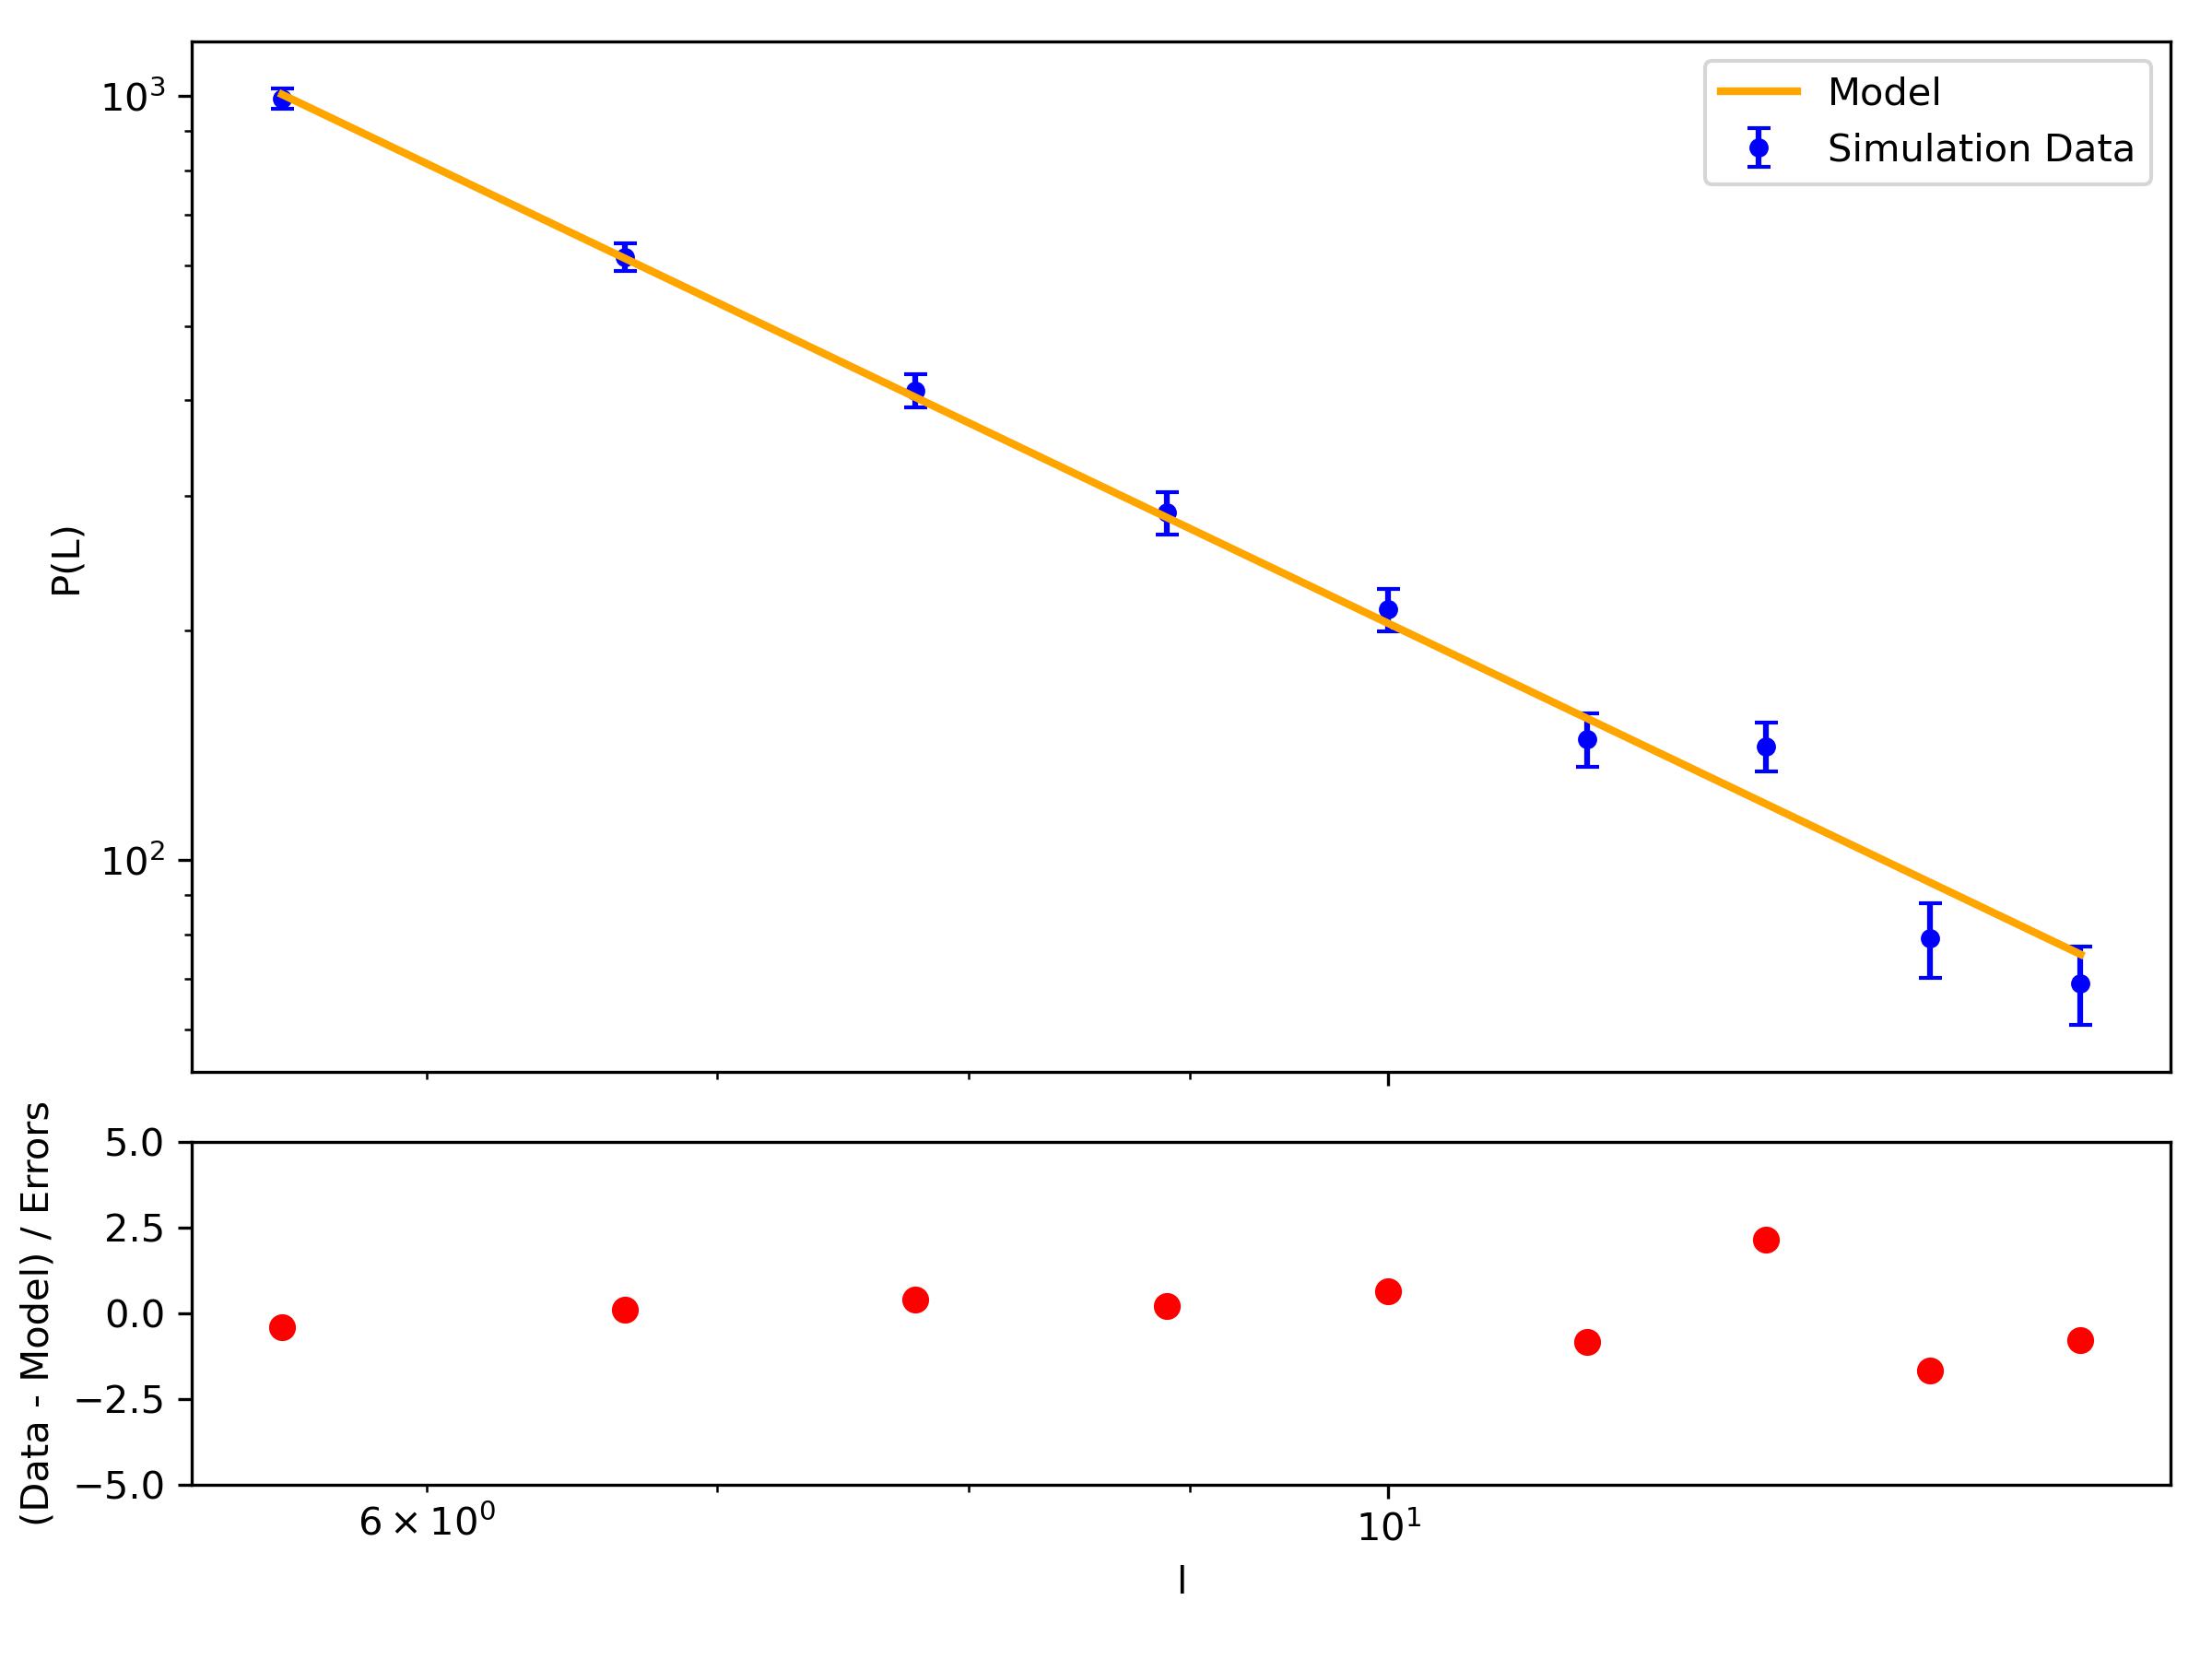 10³
10²
P(L)
Model
Simulation Data
5.0
2.5
0.0
−2.5
−5.0
(Data - Model) / Errors
6 × 10⁰
10¹
l